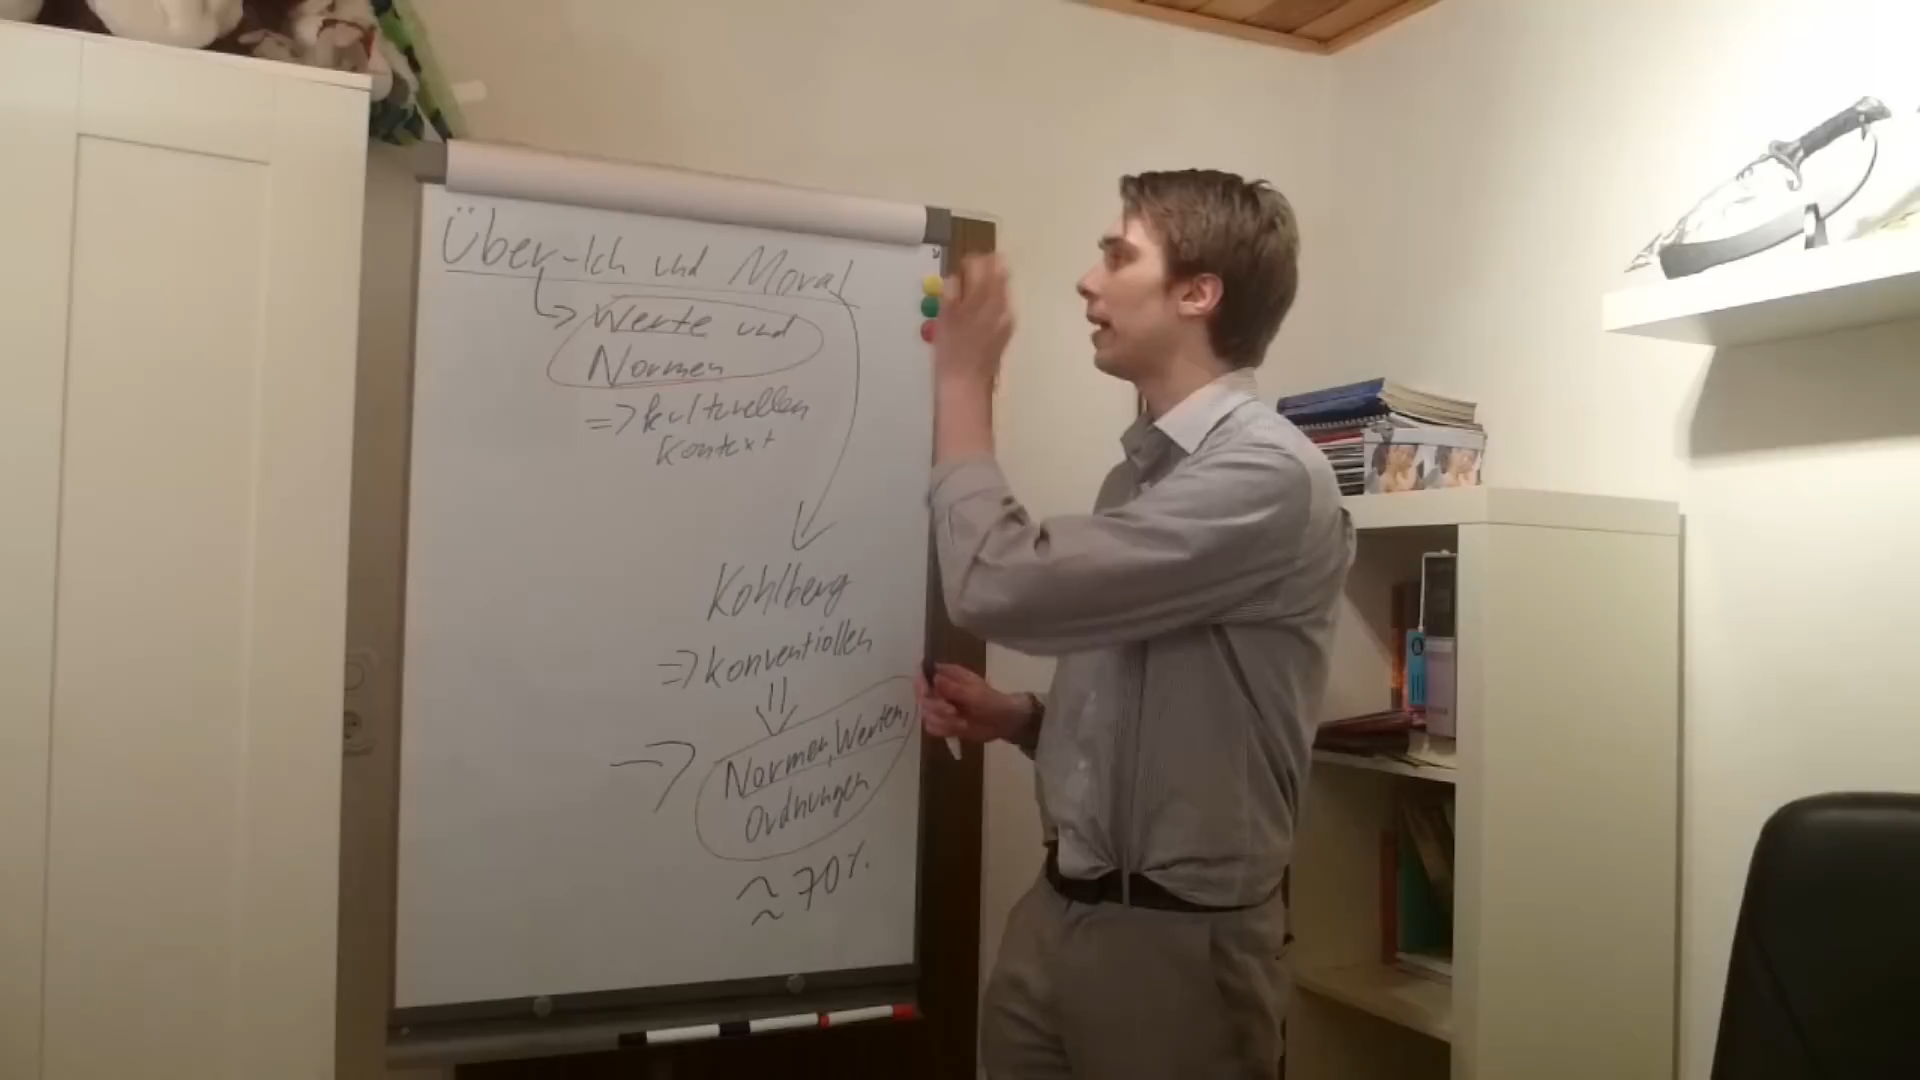 Über-Ich und Moral
-> Werte und
Normen
=> kulturellen
Kontext
Kohlberg
=> konventiollen
=> Normen, Werten,
Ordnungen
≈ 70%